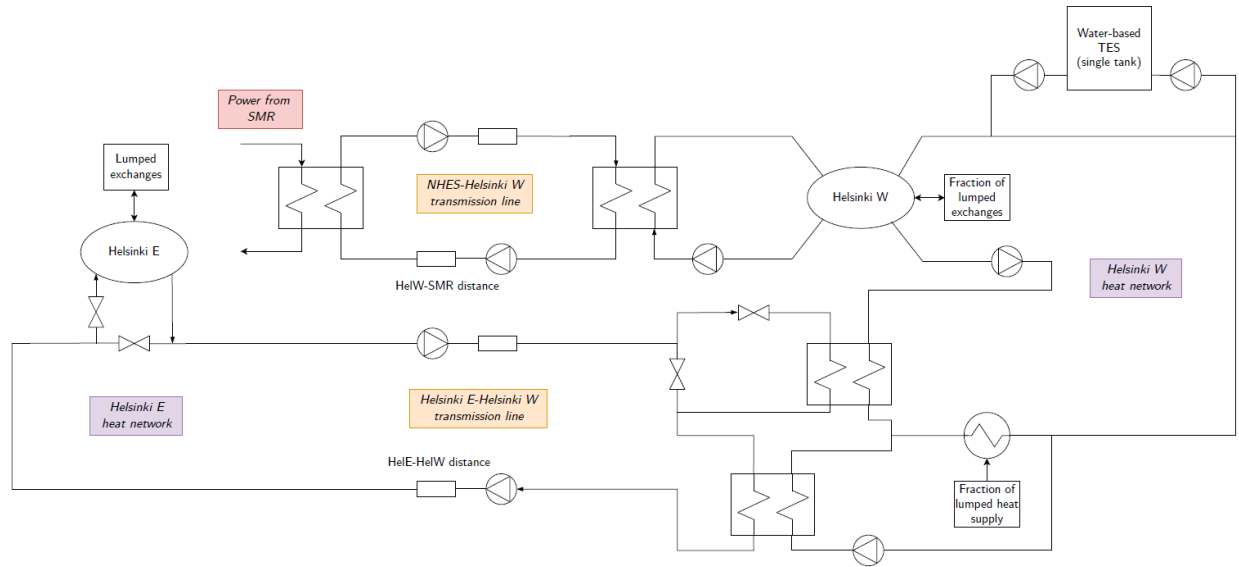 Water-based
TES
(single tank)
Power from
SMR
Lumped
exchanges
NHES-Helsinki W
transmission line
Helsinki W
Fraction of
lumped
exchanges
Helsinki E
HelW-SMR distance
Helsinki W
heat network
Helsinki E
heat network
Helsinki E-Helsinki W
transmission line
HelE-HelW distance
Fraction of
lumped heat
supply